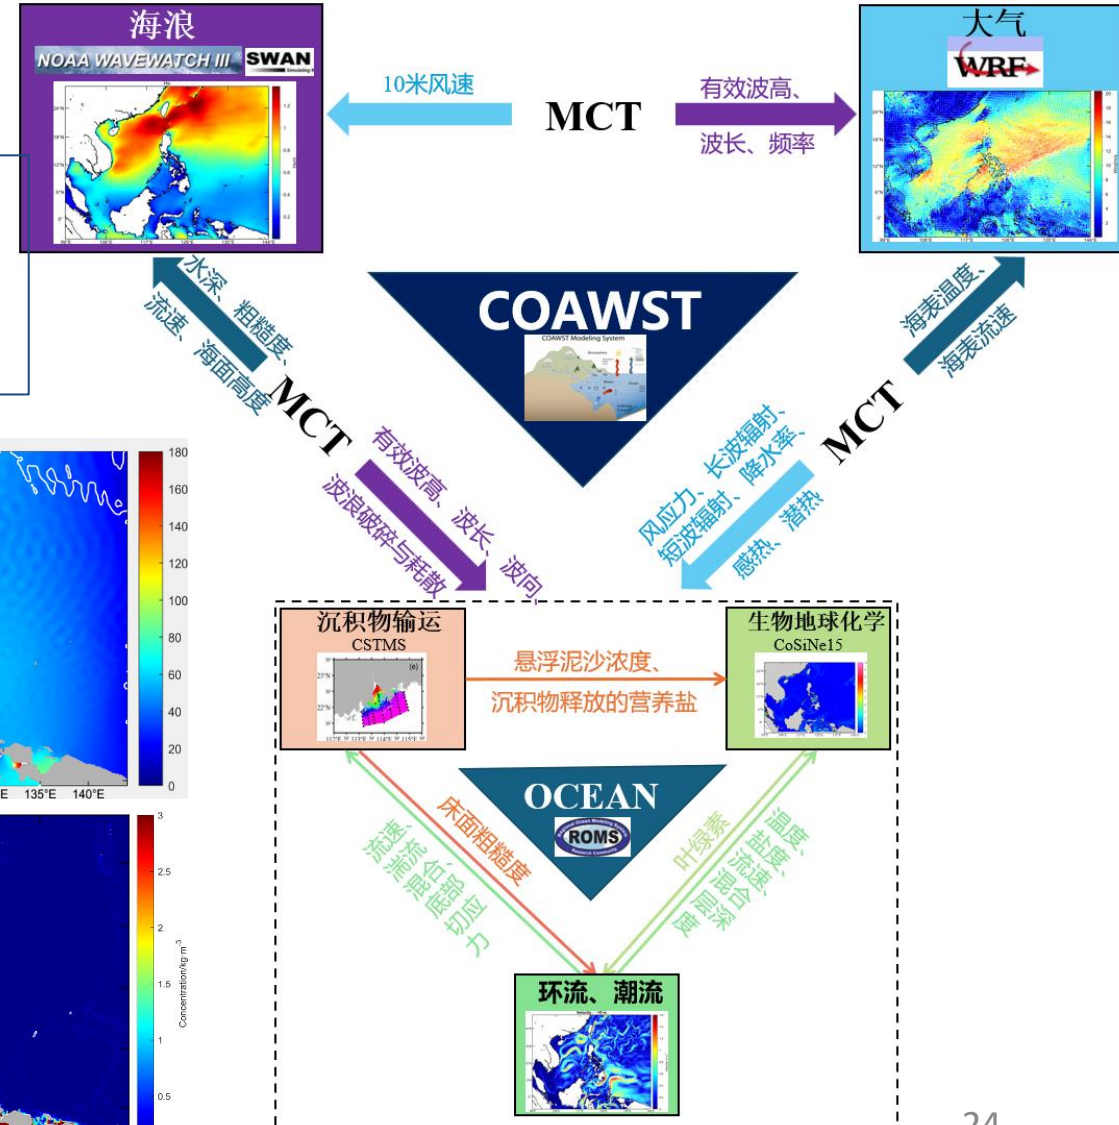 海浪
NOAA WAVEWATCH III
SWAN
10米风速
MCT
有效波高、
波长、频率
大气
WRF
水深、粗糙度、
流速、海面高度
MCT
有效波高、波长、波向
波浪破碎与耗散
COAWST
COAWST Modeling System
海表温度、
海表流速
MCT
风应力、长波辐射、
短波辐射、降水率、
感热、潜热
180
160
140
120
100
80
60
40
20
0
135°E 140°E
3
2.5
2
1.5
1
0.5
Concentration/kg·m⁻³
沉积物输运
CSTMS
(e)
悬浮泥沙浓度、
沉积物释放的营养盐
生物地球化学
CoSiNe15
OCEAN
ROMS
床面粗糙度
流速、
湍流
混合、
底部
切应
力
叶绿素
温度、
盐度、
流速、
混合
层深
度
环流、潮流
24